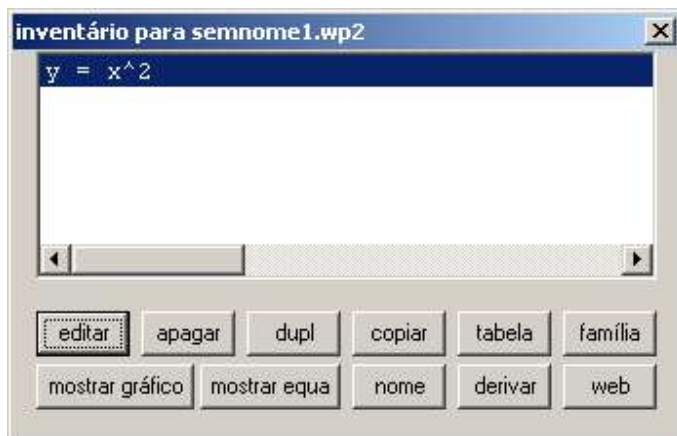 inventário para semnome1.wp2
y = x^2
editar apagar dupl copiar tabela família
mostrar gráfico mostrar equa nome derivar web